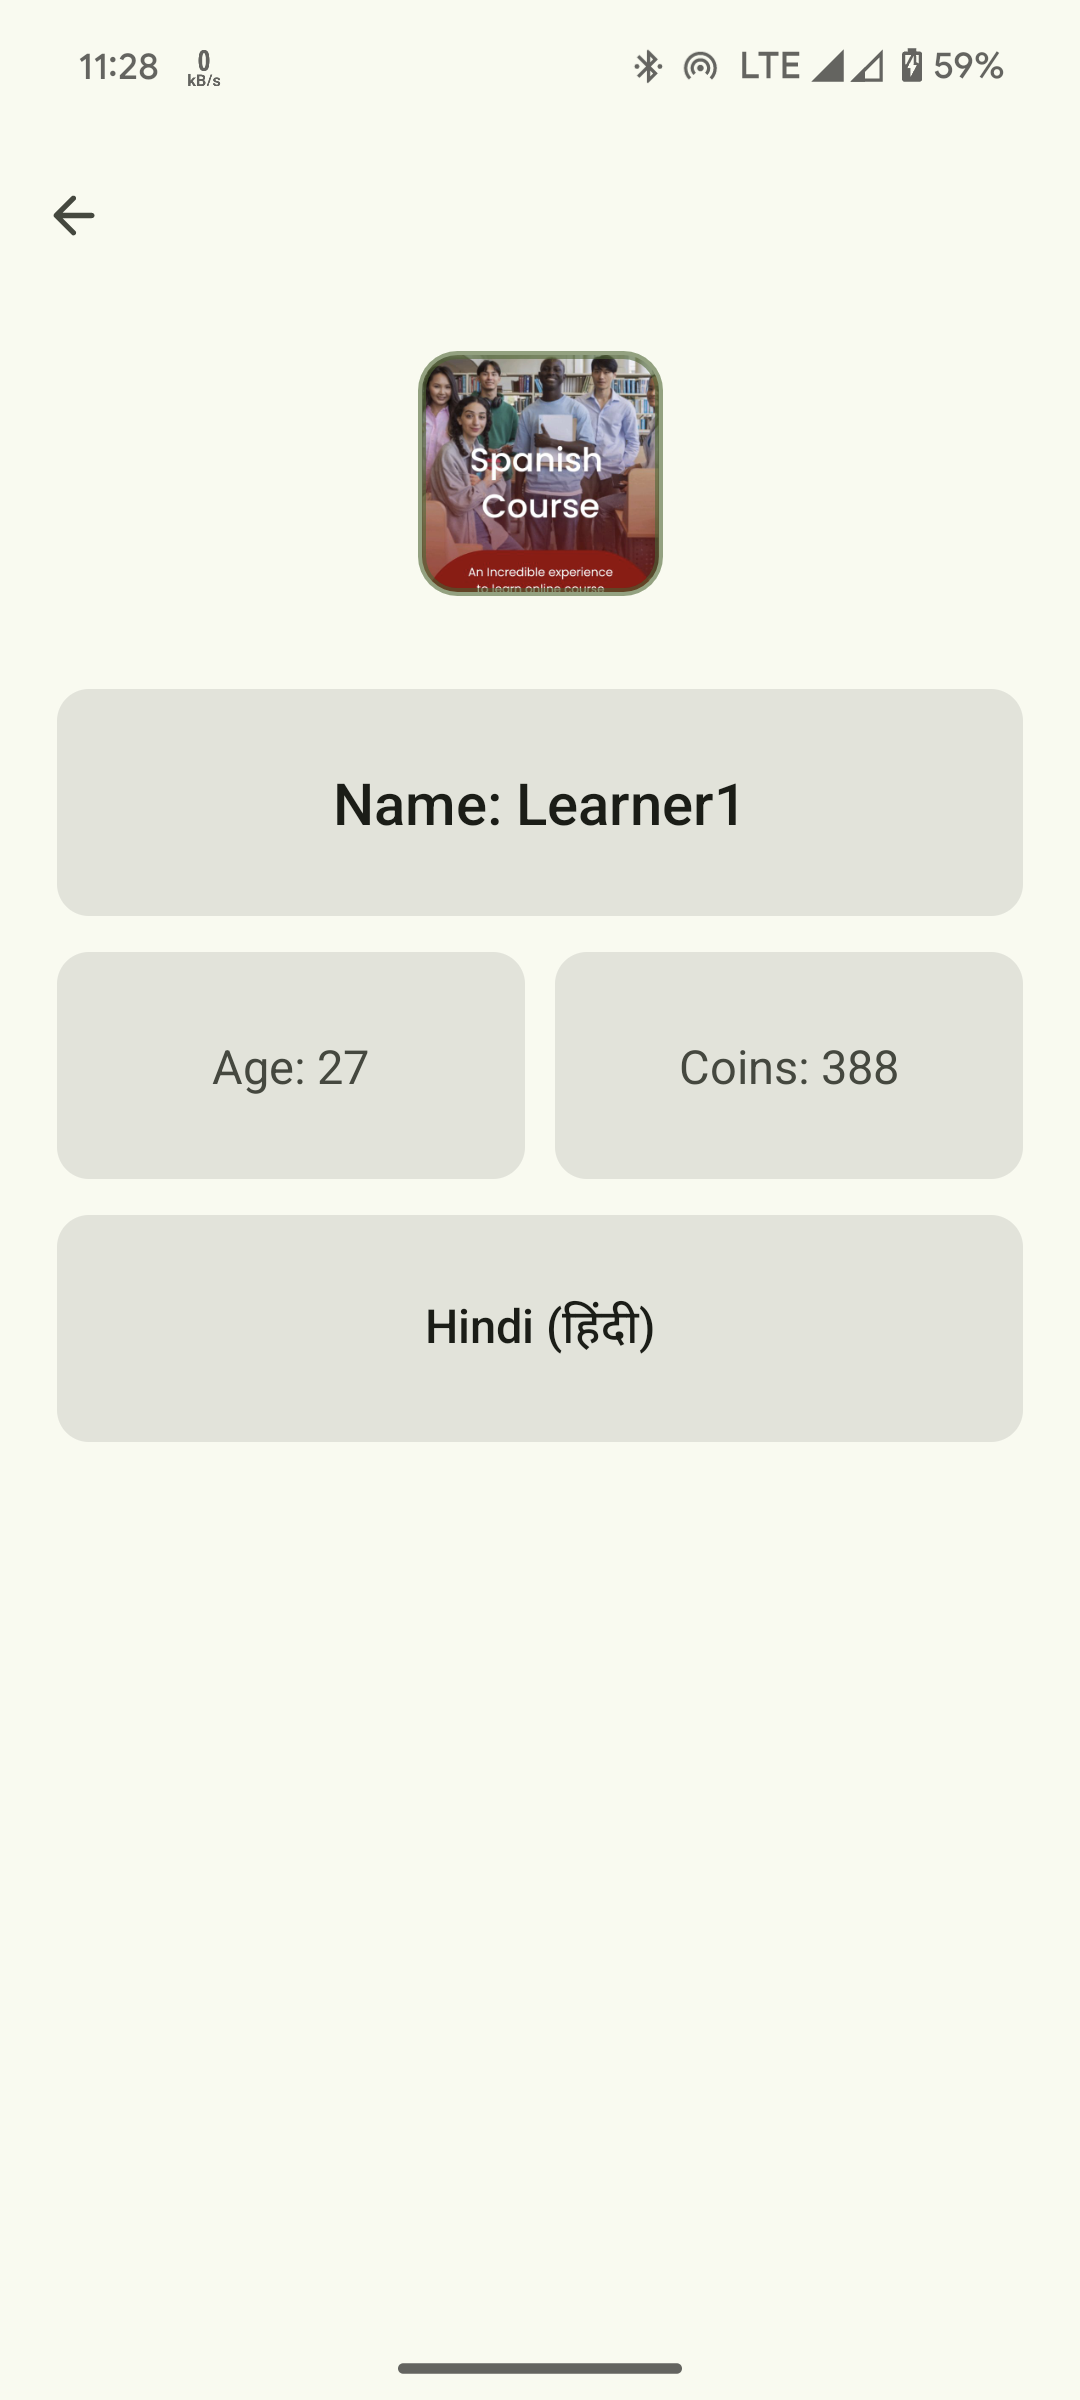 11:28
0
kB/s
LTE
59%
Spanish
Course
An Incredible experience
to learn online course
Name: Learner1
Age: 27
Coins: 388
Hindi (हिंदी)